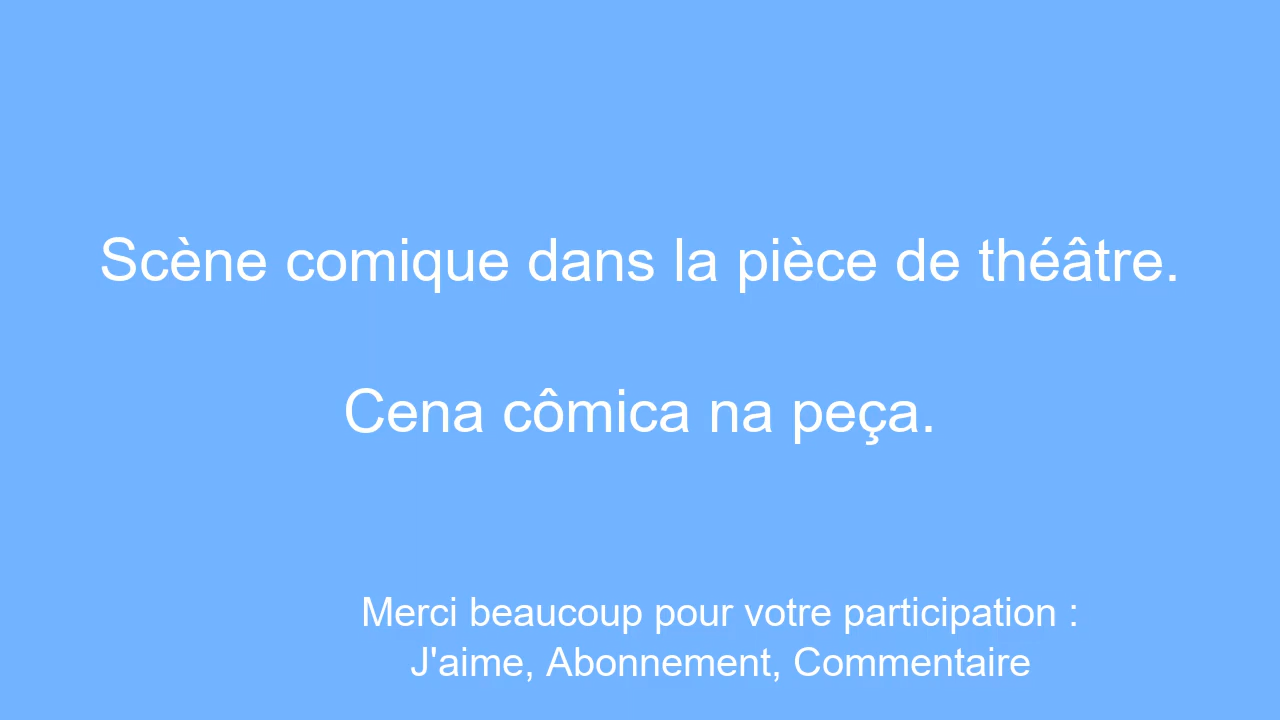 Scène comique dans la pièce de théâtre.
Cena cômica na peça.
Merci beaucoup pour votre participation :
J'aime, Abonnement, Commentaire